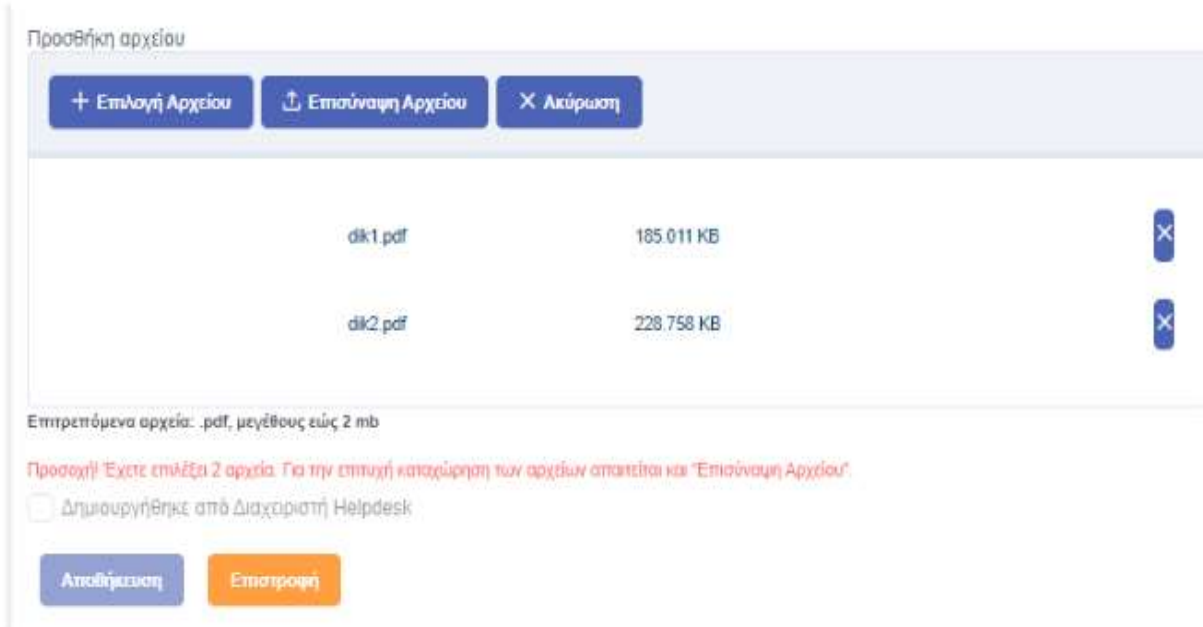 Προσθήκη αρχείου
+ Επιλογή Αρχείου Επισύναψη Αρχείου X Ακύρωση
dik1.pdf 185.011 KB
dik2.pdf 228.758 KB
Επιτρεπόμενα αρχεία: .pdf, μεγέθους εώς 2 mb
Προσοχή! Έχετε επιλέξει 2 αρχεία. Για την επιτυχή καταχώρηση των αρχείων απαιτείται και "Επισύναψη Αρχείου".
Δημιουργήθηκε από Διαχειριστή Helpdesk
Αποθήκευση Επιστροφή